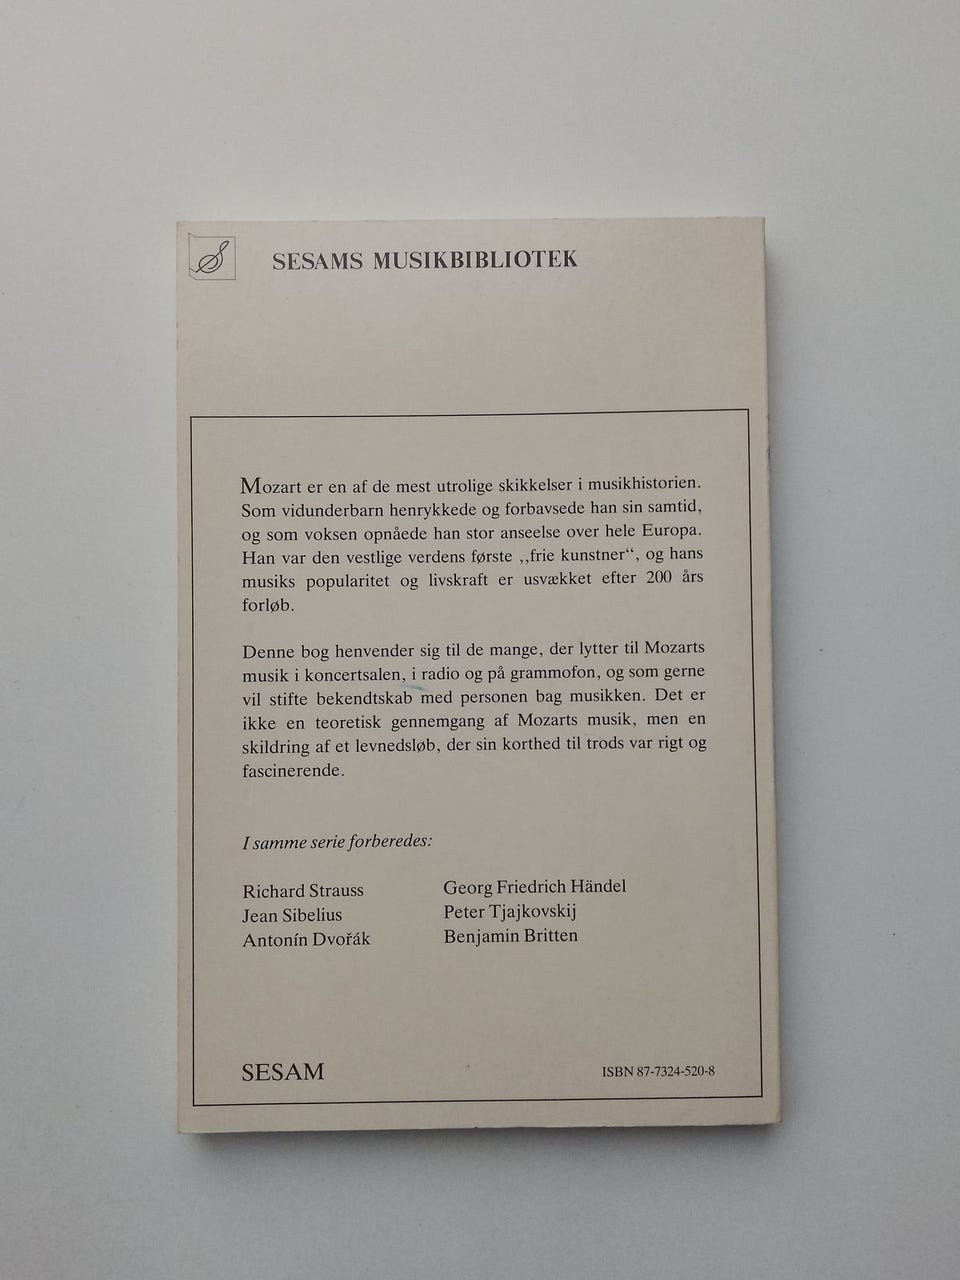 SESAMS MUSIKBIBLIOTEK
Mozart er en af de mest utrolige skikkelser i musikhistorien.
Som vidunderbarn henrykkede og forbavsede han sin samtid,
og som voksen opnåede han stor anseelse over hele Europa.
Han var den vestlige verdens første ,,frie kunstner“, og hans
musiks popularitet og livskraft er usvækket efter 200 års
forløb.
Denne bog henvender sig til de mange, der lytter til Mozarts
musik i koncertsalen, i radio og på grammofon, og som gerne
vil stifte bekendtskab med personen bag musikken. Det er
ikke en teoretisk gennemgang af Mozarts musik, men en
skildring af et levnedsløb, der sin korthed til trods var rigt og
fascinerende.
I samme serie forberedes:
Richard Strauss
Jean Sibelius
Antonín Dvořák
Georg Friedrich Händel
Peter Tjajkovskij
Benjamin Britten
SESAM
ISBN 87-7324-520-8